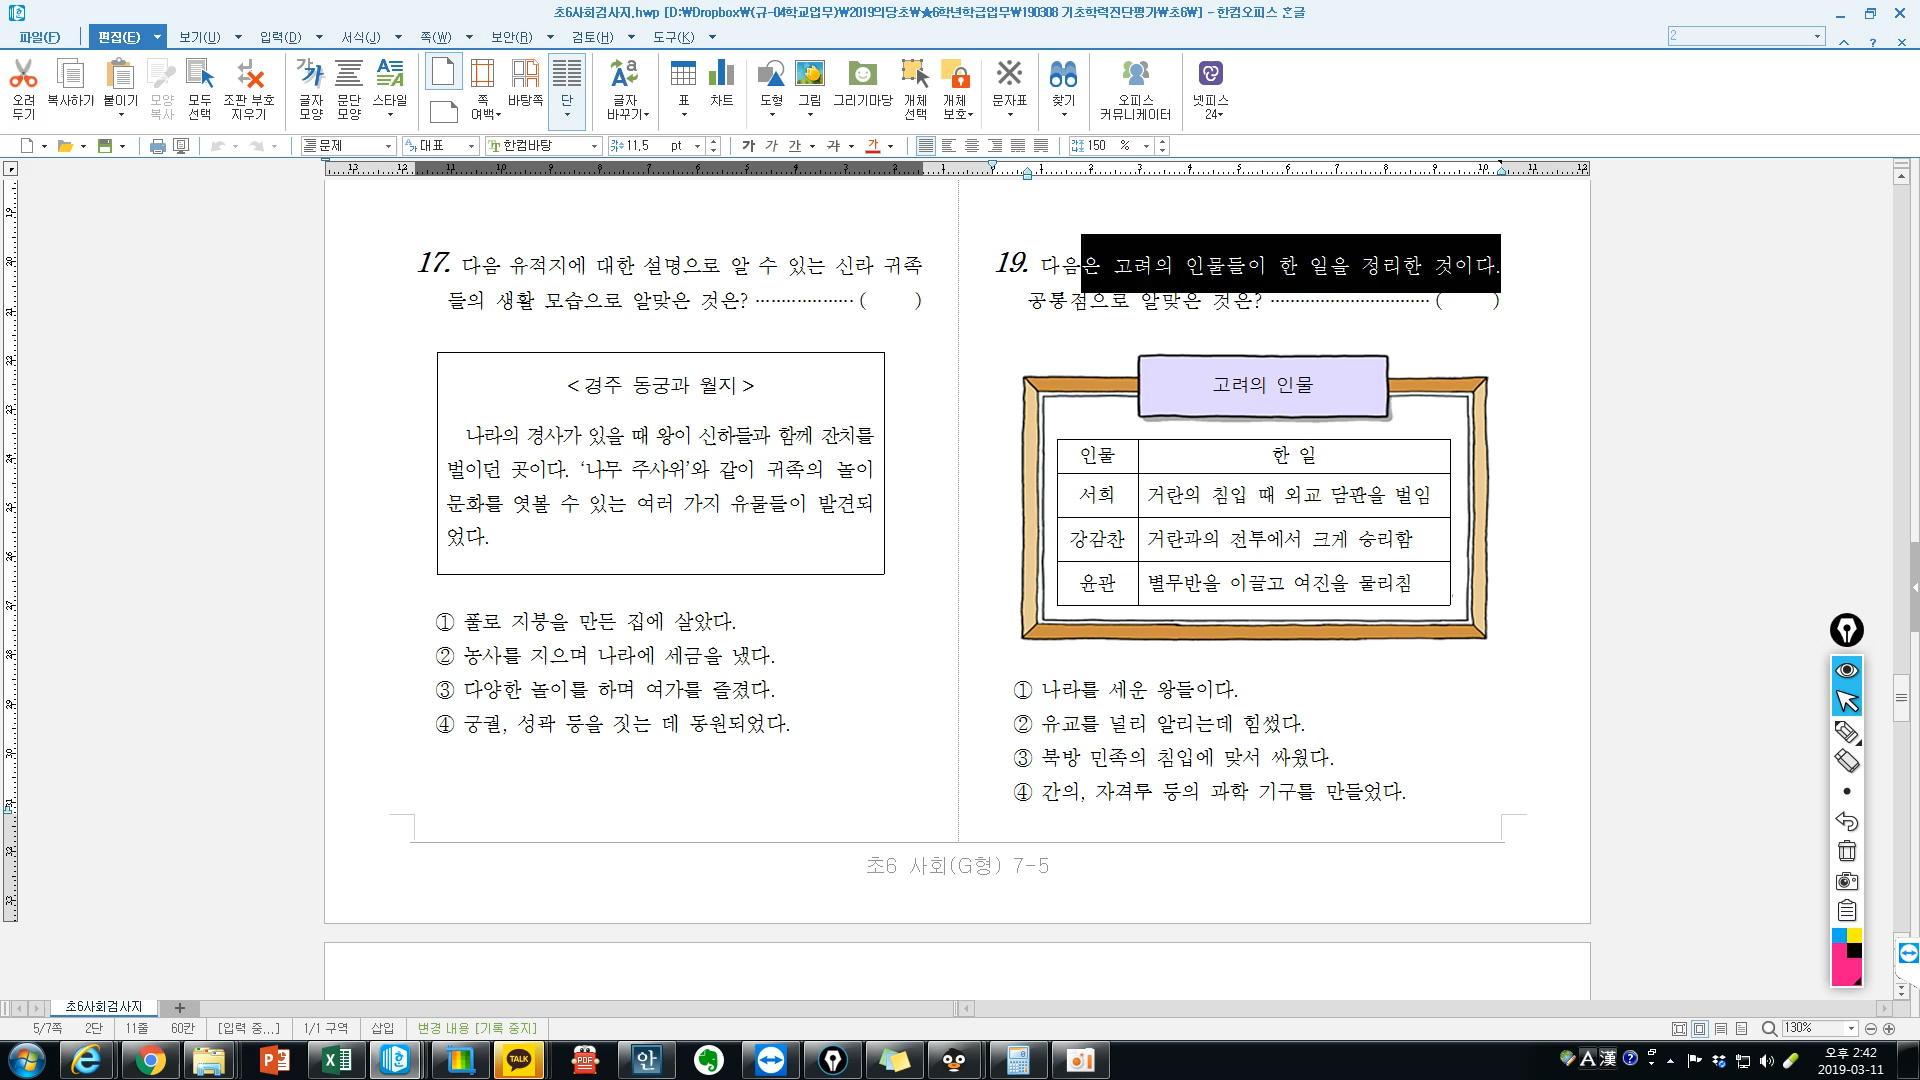 초6사회검사지.hwp [D:₩Dropbox₩(규-04학교업무)₩2019의당초₩★6학년학급업무₩190308 기초학력진단평가₩초6₩] - 한컴오피스 혼글
파일(F) 편집(E) 보기(U) 입력(D) 서식(J) 쪽(W) 보안(R) 검토(H) 도구(K)
2
오려 두기
복사하기
붙이기
모양 복사
모두 선택
조판 부호 지우기
글자 모양
문단 모양
스타일
쪽 여백
바탕쪽
단
글자 바꾸기
표
차트
도형
그림
그리기마당
개체 선택
개체 보호
문자표
찾기
오피스 커뮤니케이터
넷피스 24
문제 대표 한컴바탕 11.5 pt 가 가 가 가 가 150 %
17. 다음 유적지에 대한 설명으로 알 수 있는 신라 귀족
들의 생활 모습으로 알맞은 것은? ··················· ( )
<경주 동궁과 월지>
나라의 경사가 있을 때 왕이 신하들과 함께 잔치를
벌이던 곳이다. ‘나무 주사위’와 같이 귀족의 놀이
문화를 엿볼 수 있는 여러 가지 유물들이 발견되
었다.
① 풀로 지붕을 만든 집에 살았다.
② 농사를 지으며 나라에 세금을 냈다.
③ 다양한 놀이를 하며 여가를 즐겼다.
④ 궁궐, 성곽 등을 짓는 데 동원되었다.
19. 다음은 고려의 인물들이 한 일을 정리한 것이다.
공통점으로 알맞은 것은? ······························· ( )
고려의 인물
인물 한 일
서희 거란의 침입 때 외교 담판을 벌임
강감찬 거란과의 전투에서 크게 승리함
윤관 별무반을 이끌고 여진을 물리침
① 나라를 세운 왕들이다.
② 유교를 널리 알리는데 힘썼다.
③ 북방 민족의 침입에 맞서 싸웠다.
④ 간의, 자격루 등의 과학 기구를 만들었다.
초6 사회(G형) 7-5
초6사회검사지
5/7쪽 2단 11줄 60칸 [입력 중...] 1/1 구역 삽입 변경 내용 [기록 중지] 130%
TALK
PDF
안
A 漢
오후 2:42
2019-03-11